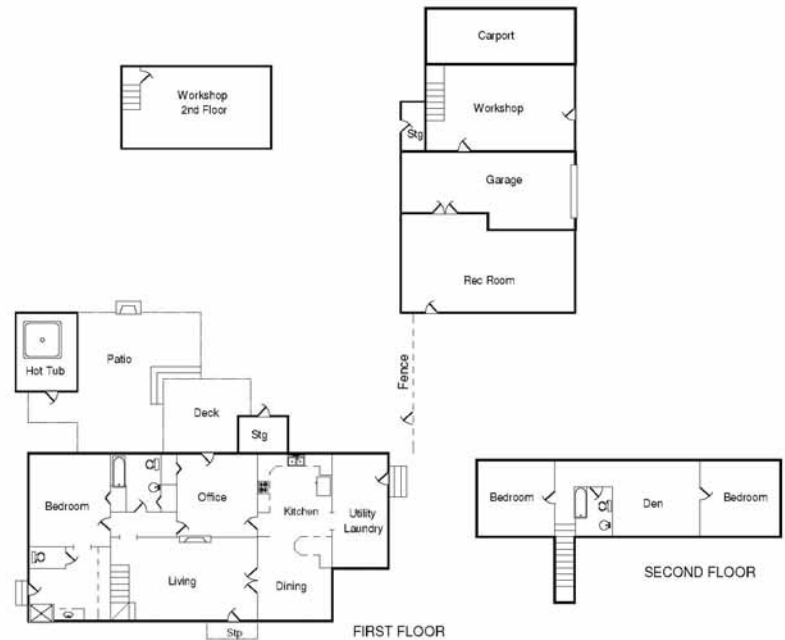 Carport
Workshop
2nd Floor
Workshop
Stg
Garage
Rec Room
Hot Tub
Patio
Fence
Deck
Stg
Bedroom
Office
Kitchen
Utility
Laundry
Living
Dining
Stp
FIRST FLOOR
Bedroom
Den
Bedroom
SECOND FLOOR